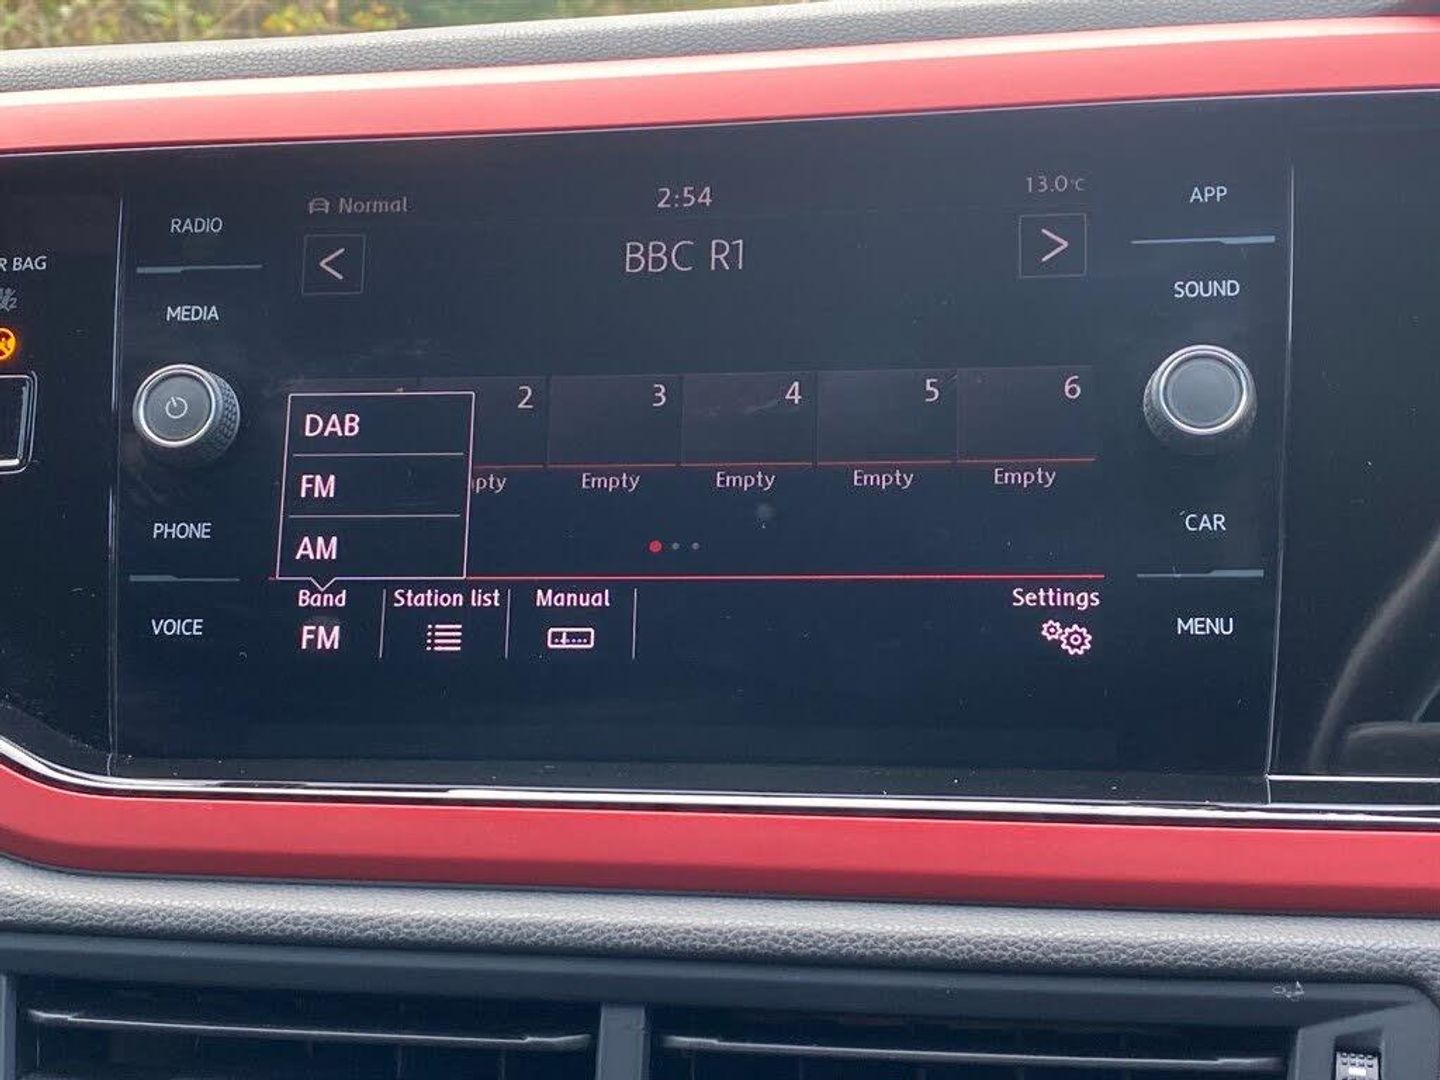 RADIO
MEDIA
PHONE
VOICE
Normal
2:54
13.0°C
BBC R1
<
>
2
3
4
5
6
DAB
FM
AM
Empty
Empty
Empty
Empty
Band
FM
Station list
Manual
Settings
APP
SOUND
CAR
MENU
BAG